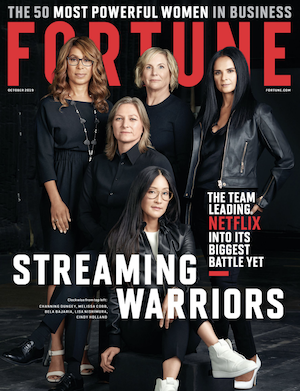 THE 50 MOST POWERFUL WOMEN IN BUSINESS
FORTUNE
OCTOBER 2019
FORTUNE.COM
THE TEAM
LEADING
NETFLIX
INTO ITS
BIGGEST
BATTLE YET
STREAMING
WARRIORS
Clockwise from top left:
CHANNING DUNGEY, MELISSA COBB,
BELA BAJARIA, LISA NISHIMURA,
CINDY HOLLAND